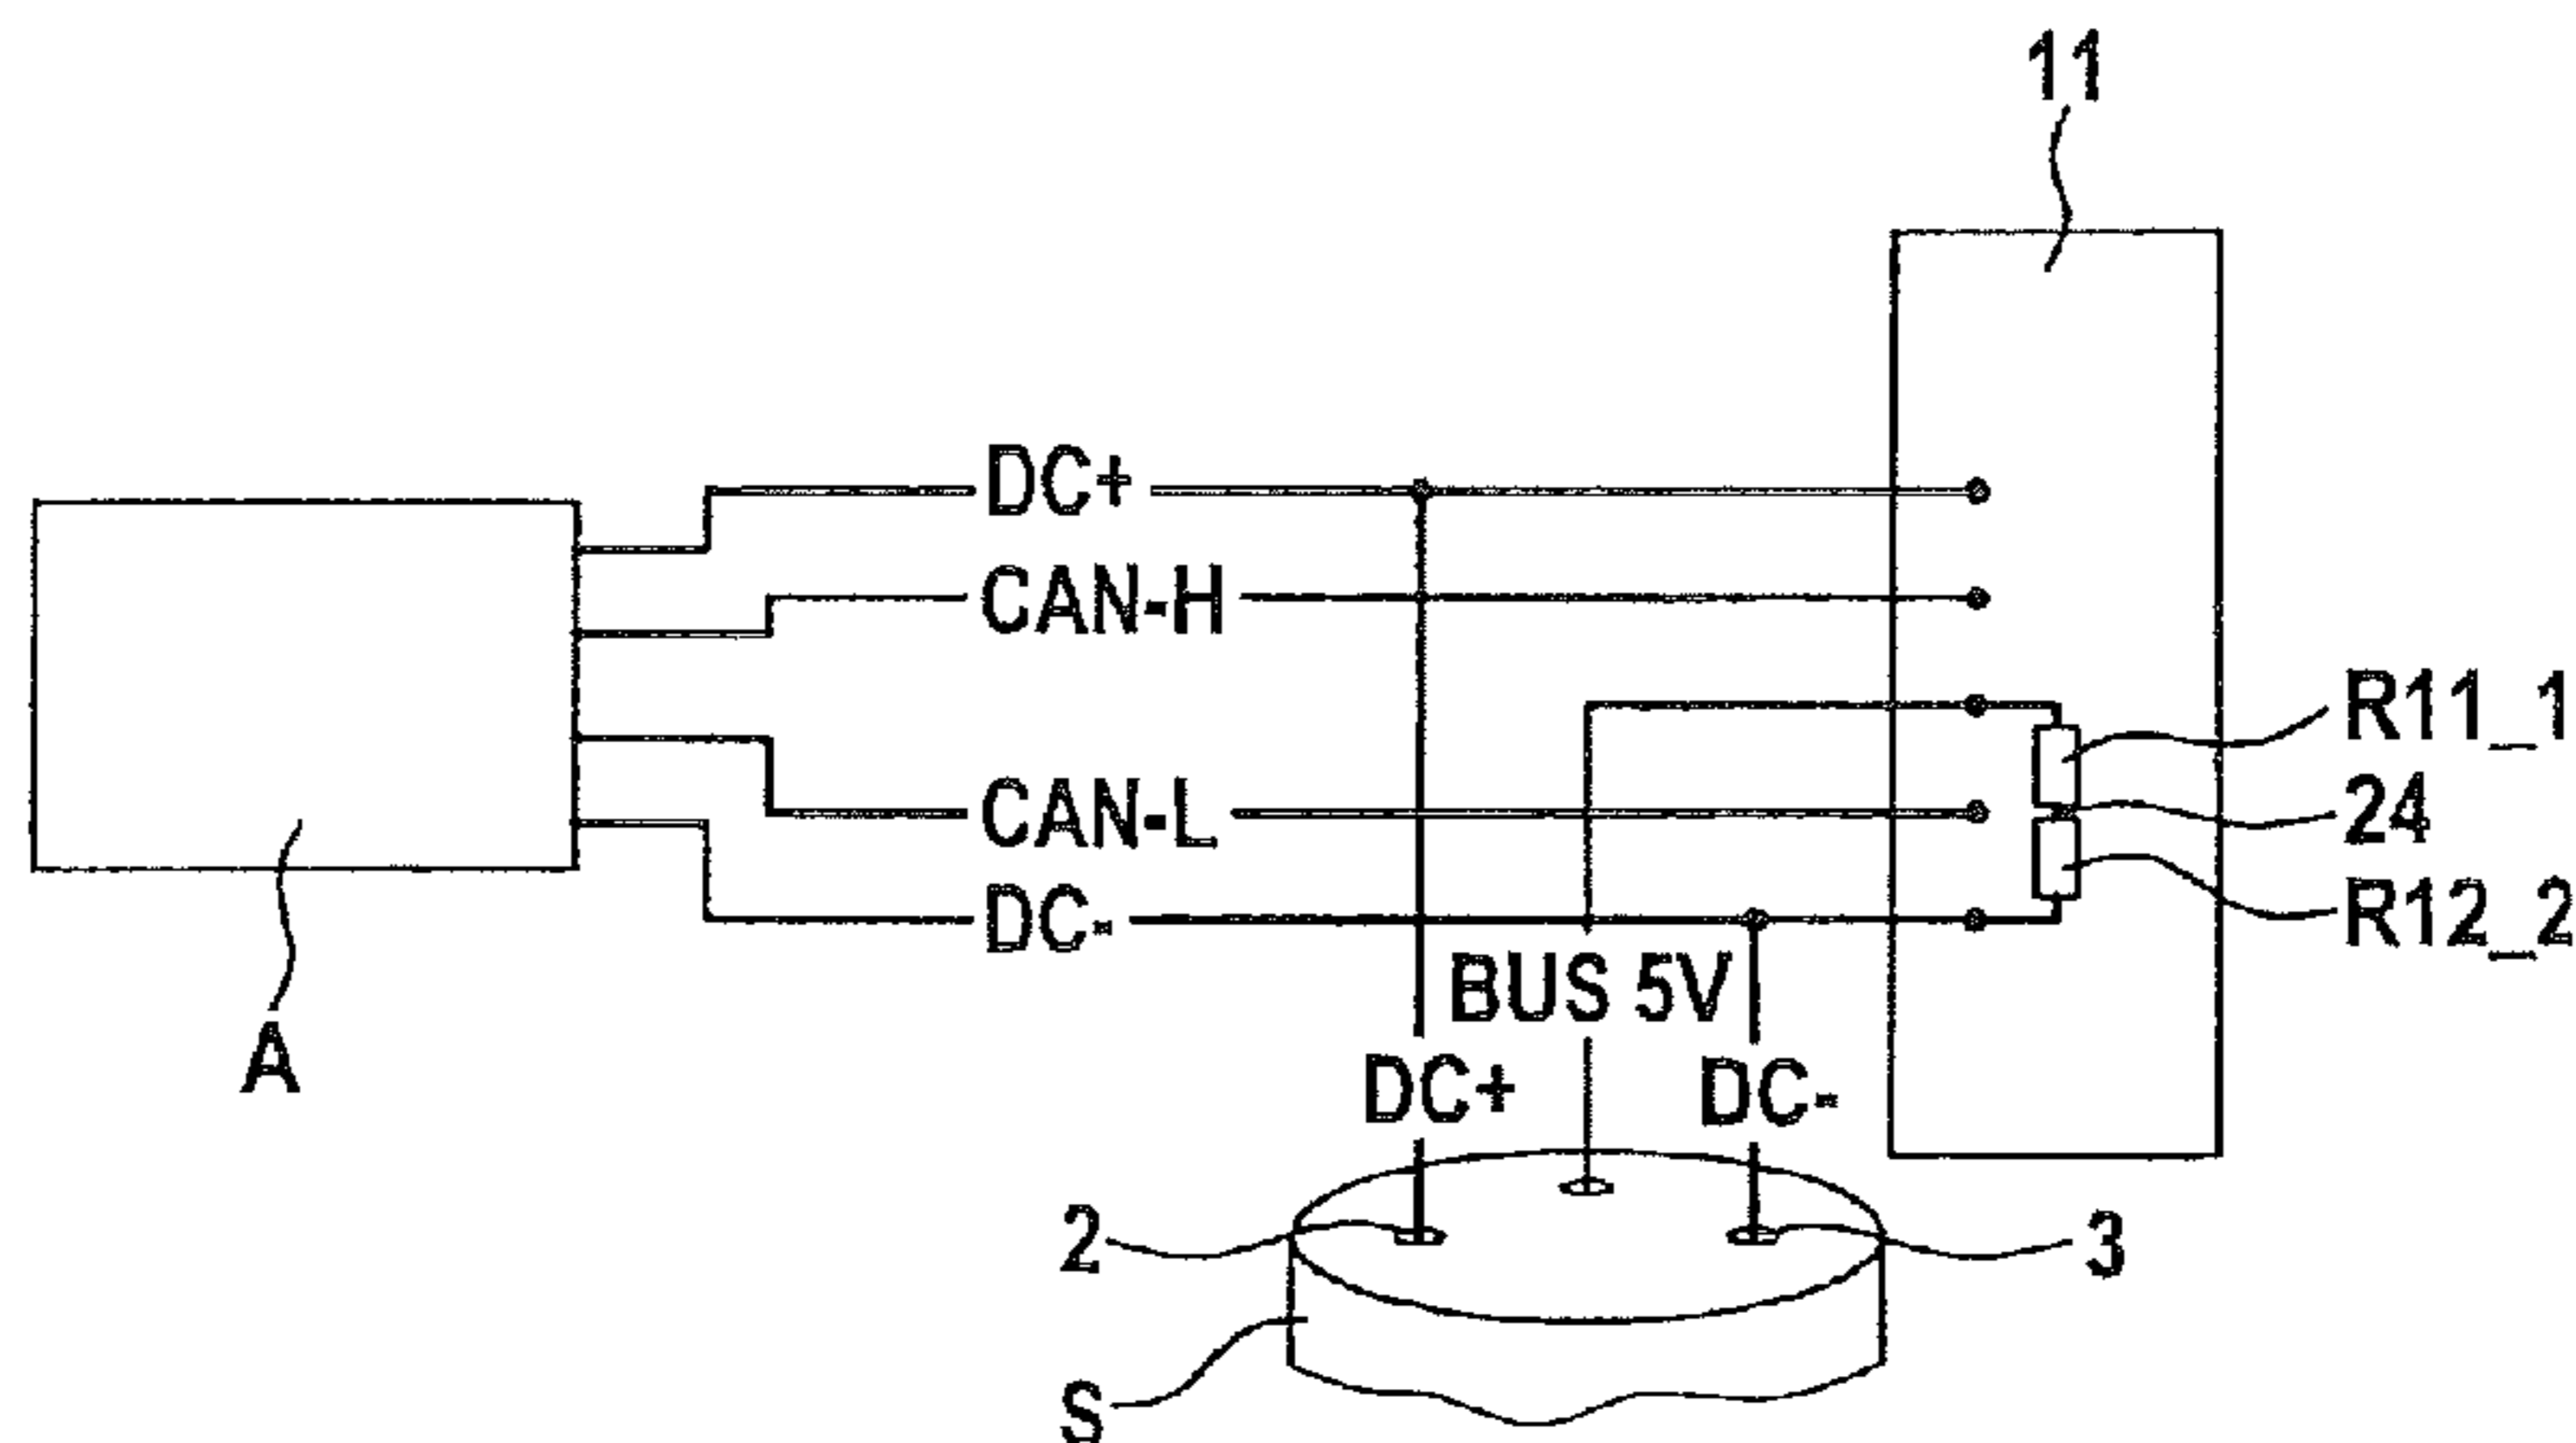 11
DC+
CAN-H
R11_1
CAN-L
24
DC-
R12_2
BUS 5V
A
DC+
DC-
2
3
S